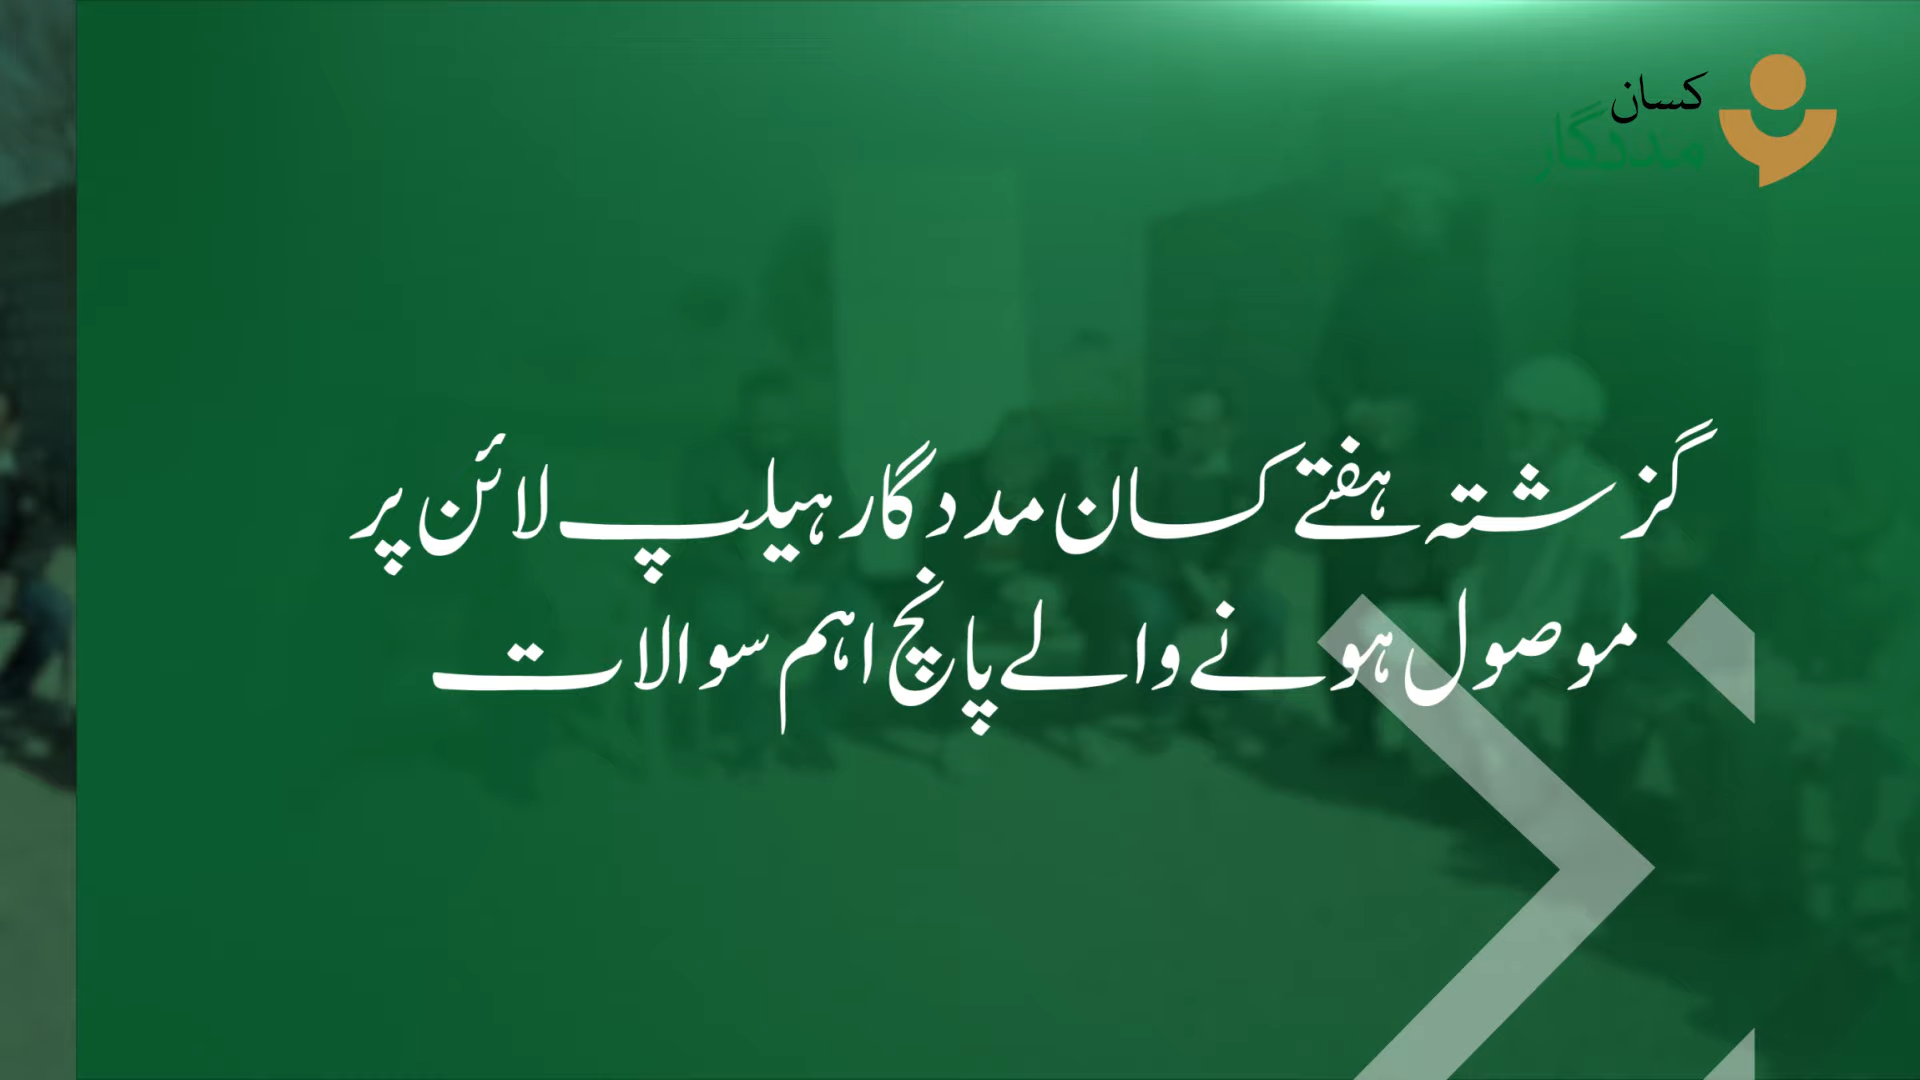 کسان
مددگار
گزشتہ ہفتے کسان مددگار ہیلپ لائن پر
موصول ہونے والے پانچ اہم سوالات